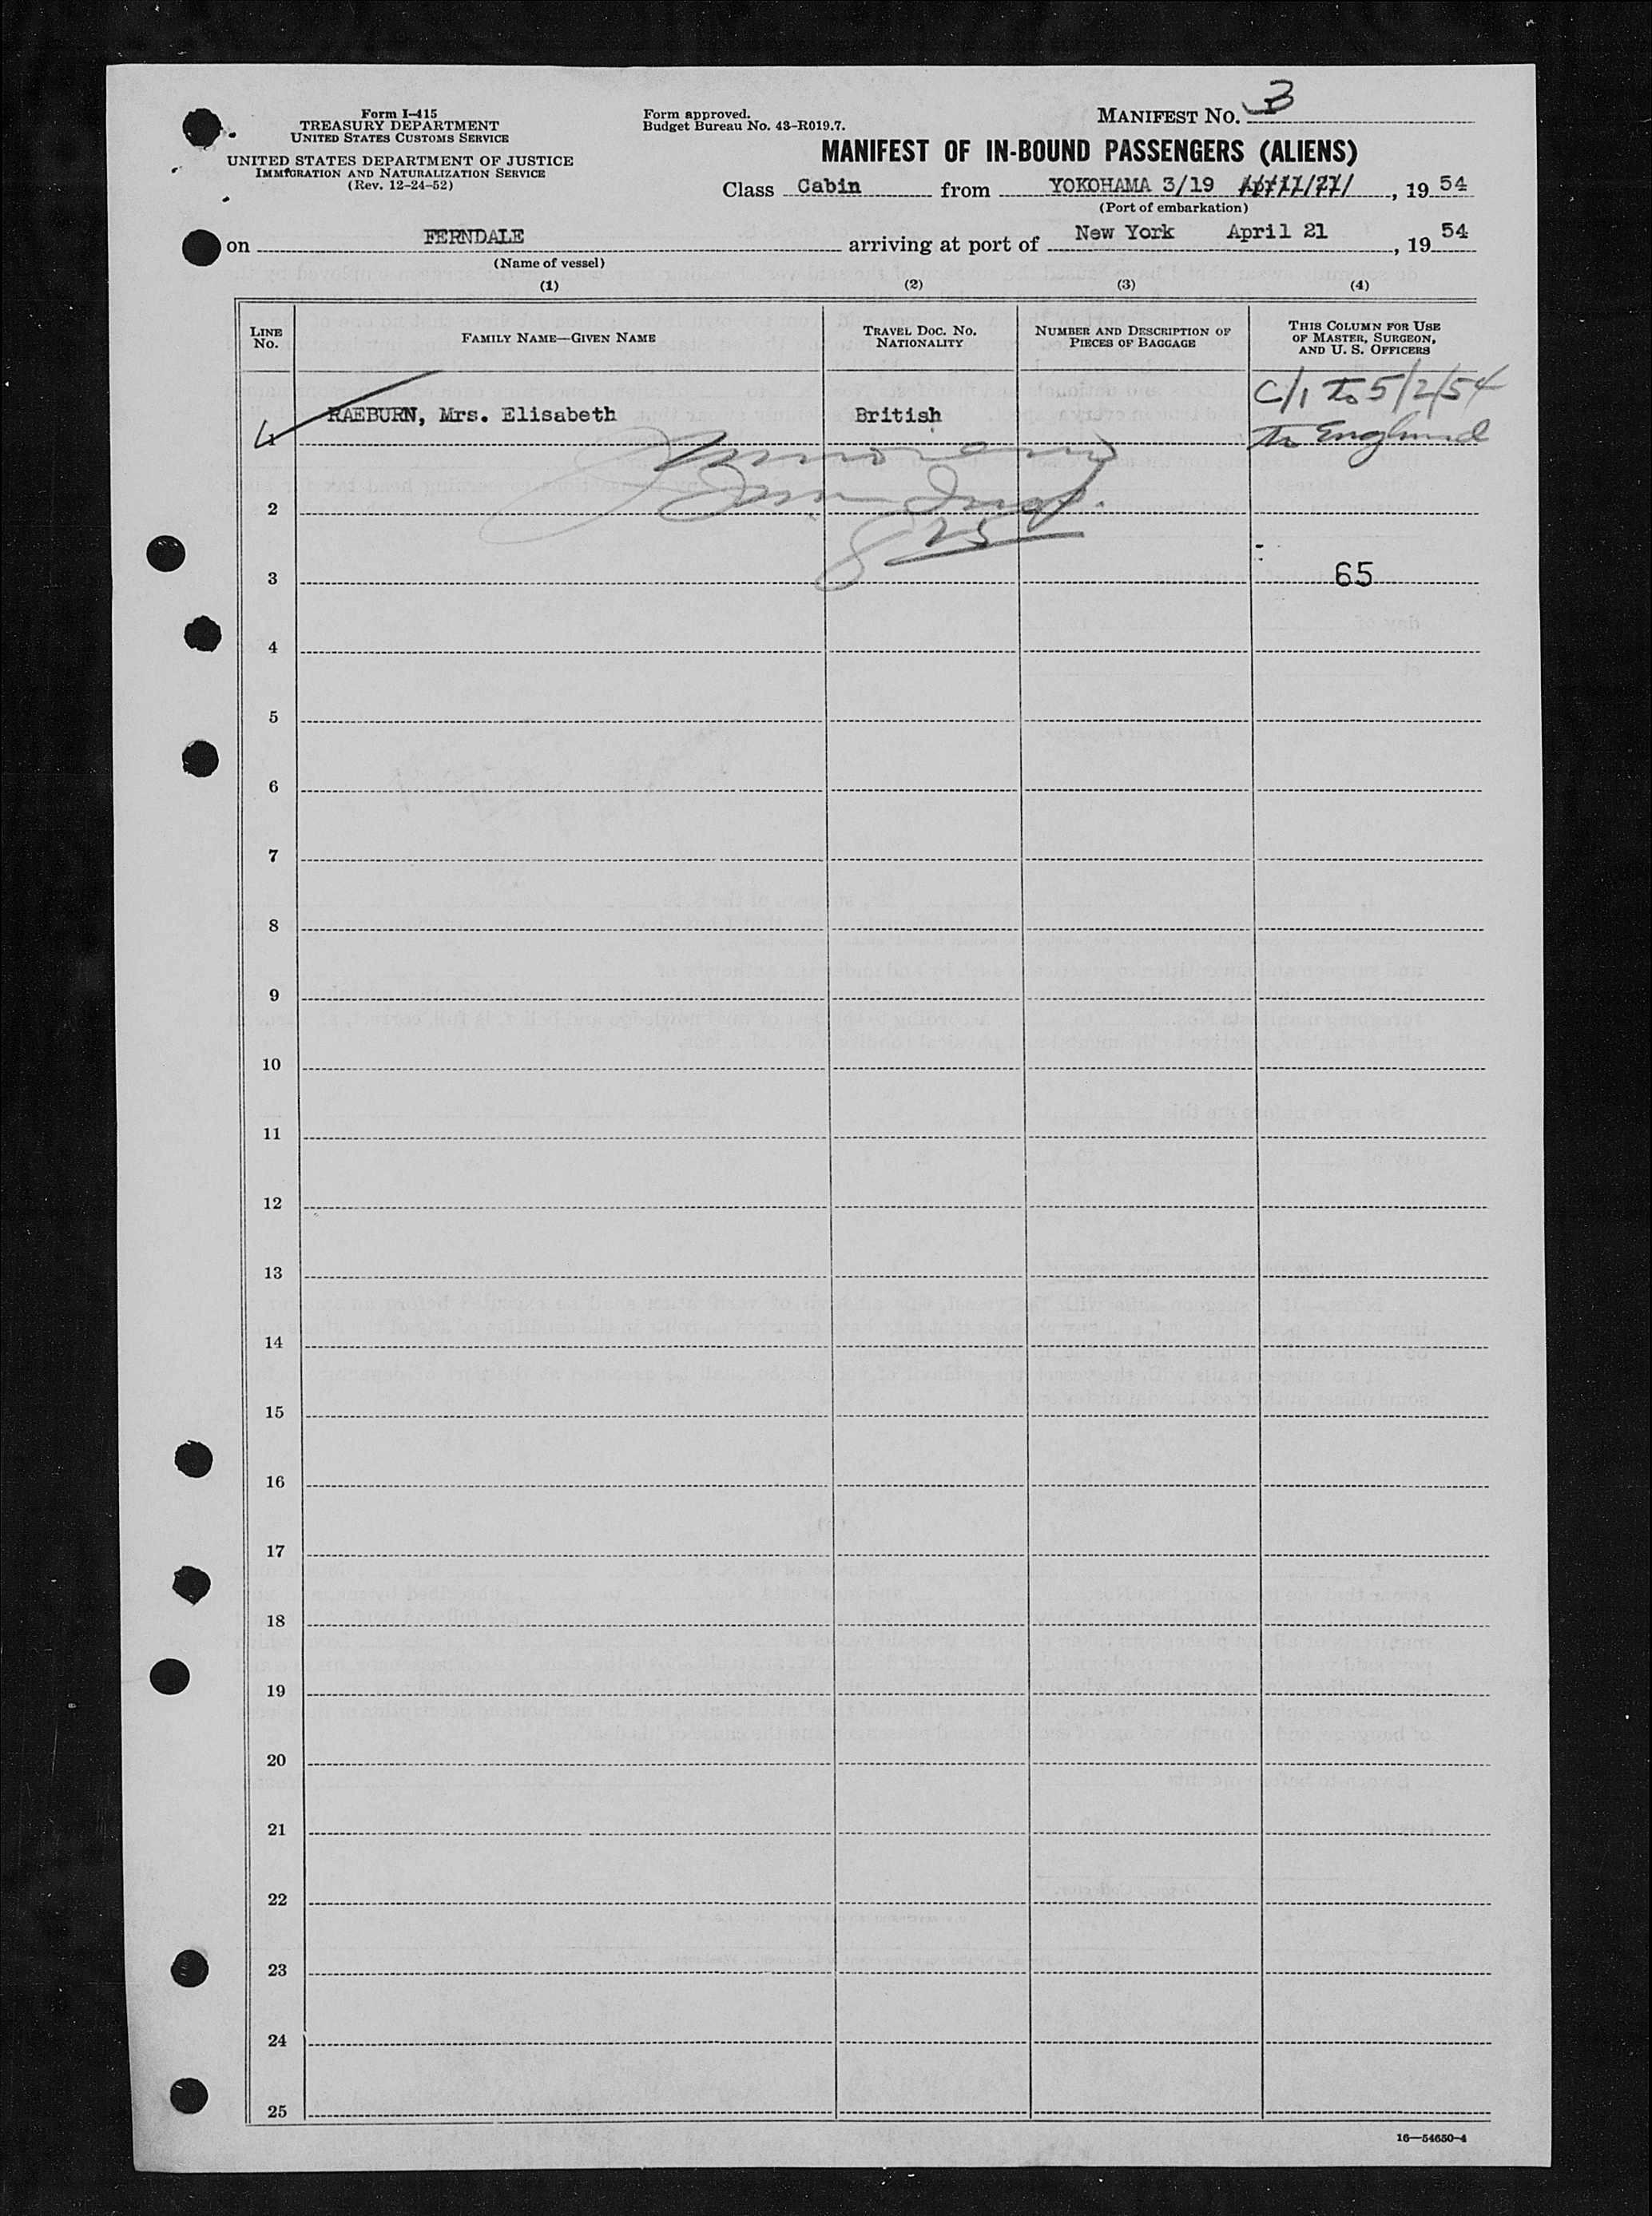 Form I-415
TREASURY DEPARTMENT
UNITED STATES CUSTOMS SERVICE
UNITED STATES DEPARTMENT OF JUSTICE
IMMIGRATION AND NATURALIZATION SERVICE
(Rev. 12-24-52)
Form approved.
Budget Bureau No. 43-R019.7.
MANIFEST NO. 3
MANIFEST OF IN-BOUND PASSENGERS (ALIENS)
Class Cabin from YOKOHAMA 3/19 , 19 54
(Port of embarkation)
on FERNDALE arriving at port of New York April 21 , 19 54
(Name of vessel)
(1) (2) (3) (4)
LINE NO. FAMILY NAME—GIVEN NAME TRAVEL DOC. NO. NATIONALITY NUMBER AND DESCRIPTION OF PIECES OF BAGGAGE THIS COLUMN FOR USE OF MASTER, SURGEON, AND U. S. OFFICERS
C/1 to 5/2/54
1 RAEBURN, Mrs. Elisabeth British to England
2
3 65
4
5
6
7
8
9
10
11
12
13
14
15
16
17
18
19
20
21
22
23
24
25
16—54650-4